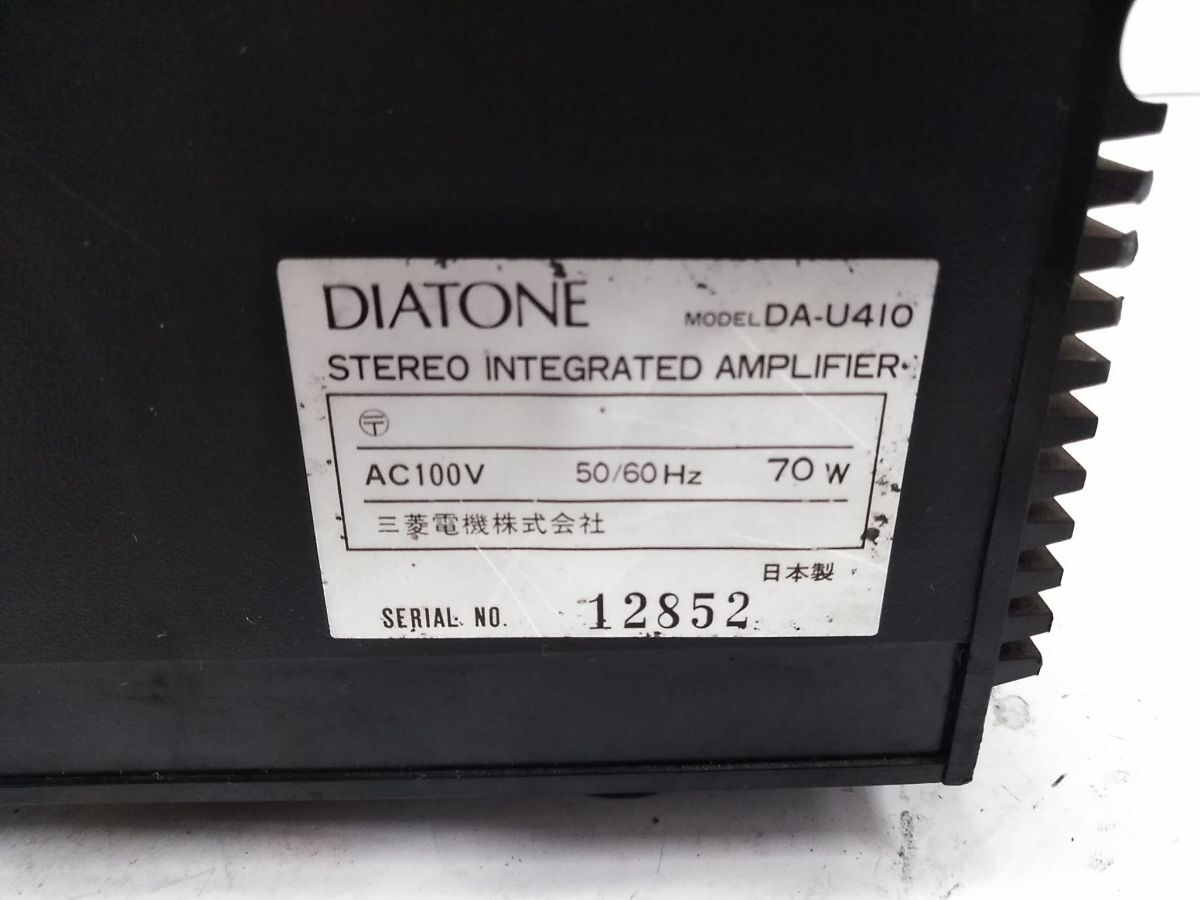 DIATONE MODEL DA-U410
STEREO INTEGRATED AMPLIFIER
〒
AC100V 50/60Hz 70W
三菱電機株式会社
日本製
SERIAL NO. 12852